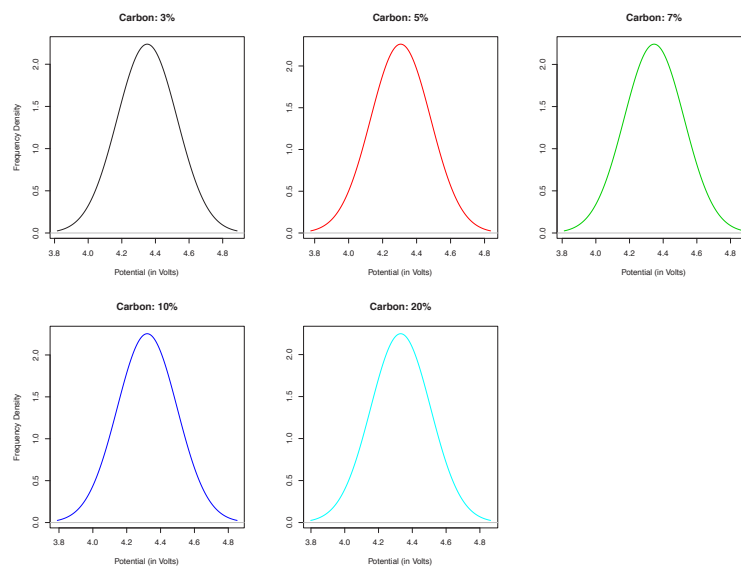 Carbon: 3%
Frequency Density
0.0 0.5 1.0 1.5 2.0
3.8 4.0 4.2 4.4 4.6 4.8
Potential (in Volts)
Carbon: 5%
0.0 0.5 1.0 1.5 2.0
3.8 4.0 4.2 4.4 4.6 4.8
Potential (in Volts)
Carbon: 7%
0.0 0.5 1.0 1.5 2.0
3.8 4.0 4.2 4.4 4.6 4.8
Potential (in Volts)
Carbon: 10%
Frequency Density
0.0 0.5 1.0 1.5 2.0
3.8 4.0 4.2 4.4 4.6 4.8
Potential (in Volts)
Carbon: 20%
0.0 0.5 1.0 1.5 2.0
3.8 4.0 4.2 4.4 4.6 4.8
Potential (in Volts)